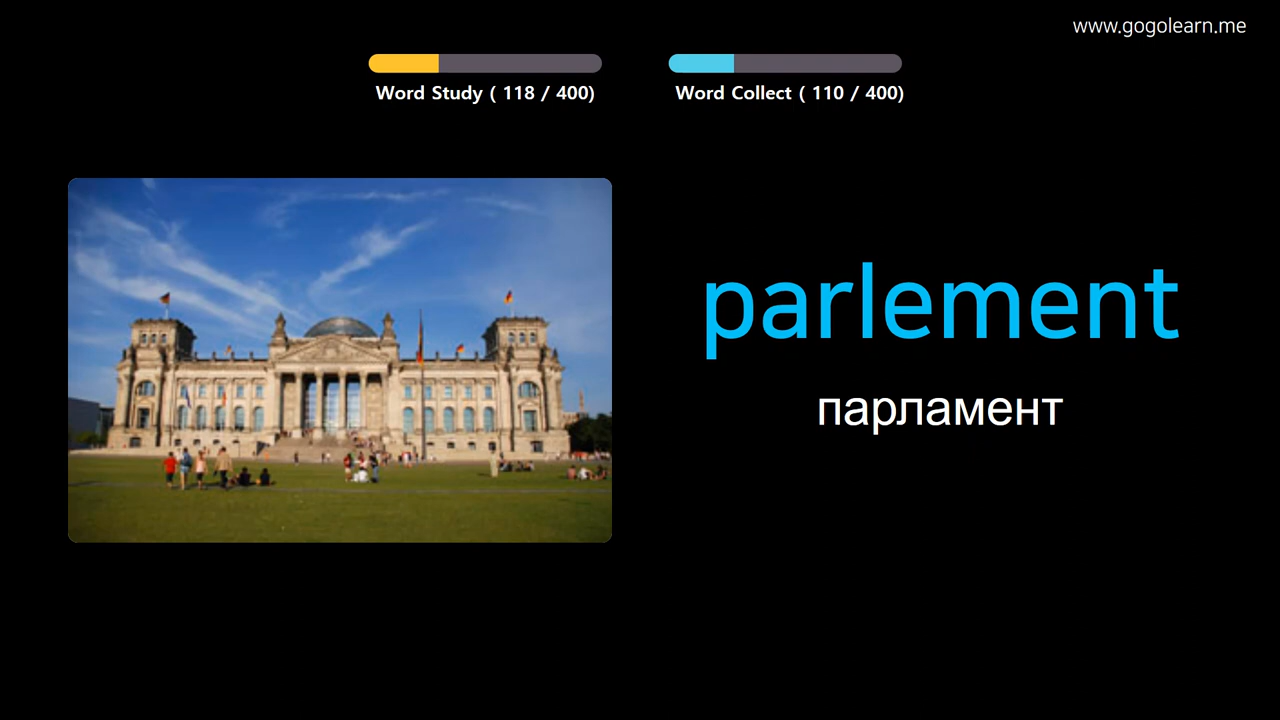 www.gogolearn.me
Word Study ( 118 / 400)
Word Collect ( 110 / 400)
parlement
парламент